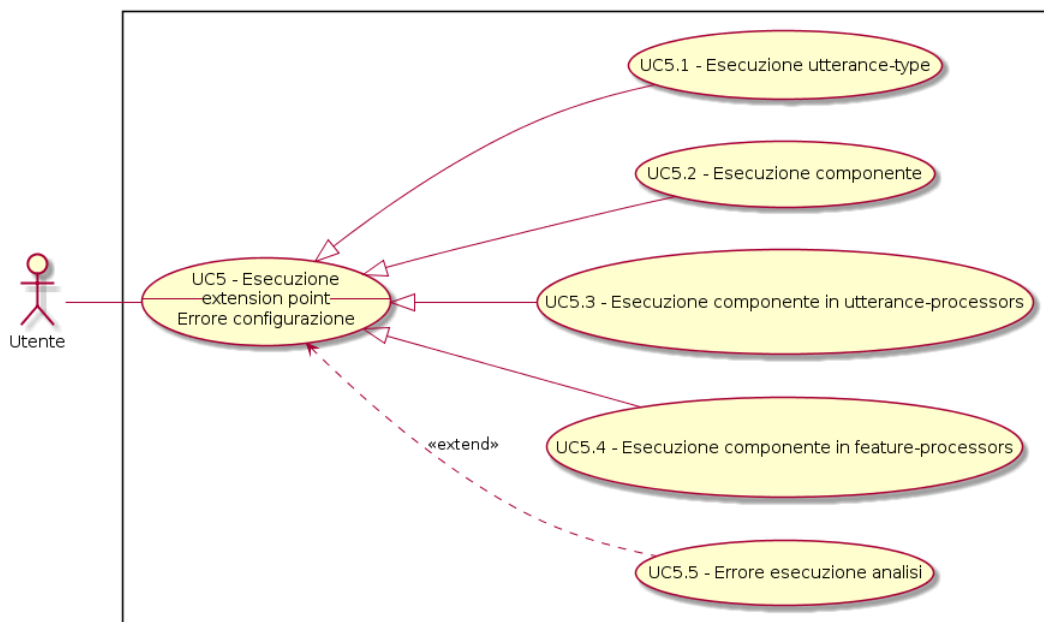 UC5.1 - Esecuzione utterance-type
UC5.2 - Esecuzione componente
UC5 - Esecuzione
extension point
Errore configurazione
UC5.3 - Esecuzione componente in utterance-processors
Utente
UC5.4 - Esecuzione componente in feature-processors
«extend»
UC5.5 - Errore esecuzione analisi